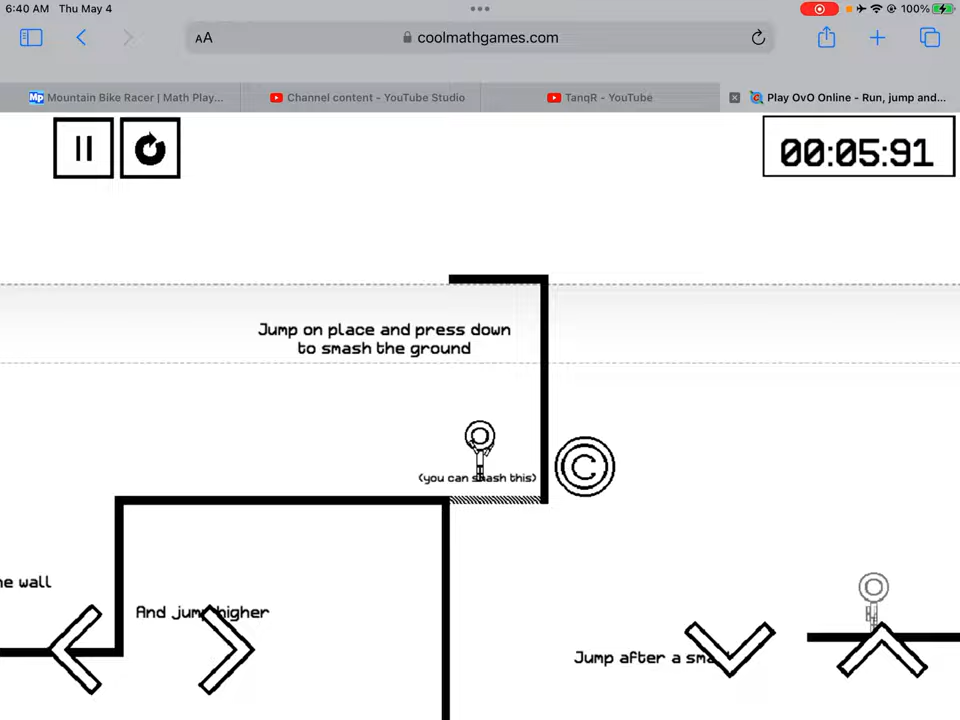 6:40 AM Thu May 4
100%
AA coolmathgames.com
Mp Mountain Bike Racer | Math Play...
Channel content - YouTube Studio
TanqR - YouTube
Play OvO Online - Run, jump and...
00:05:91
Jump on place and press down
to smash the ground
(you can smash this)
C
he wall
And jump higher
Jump after a sma